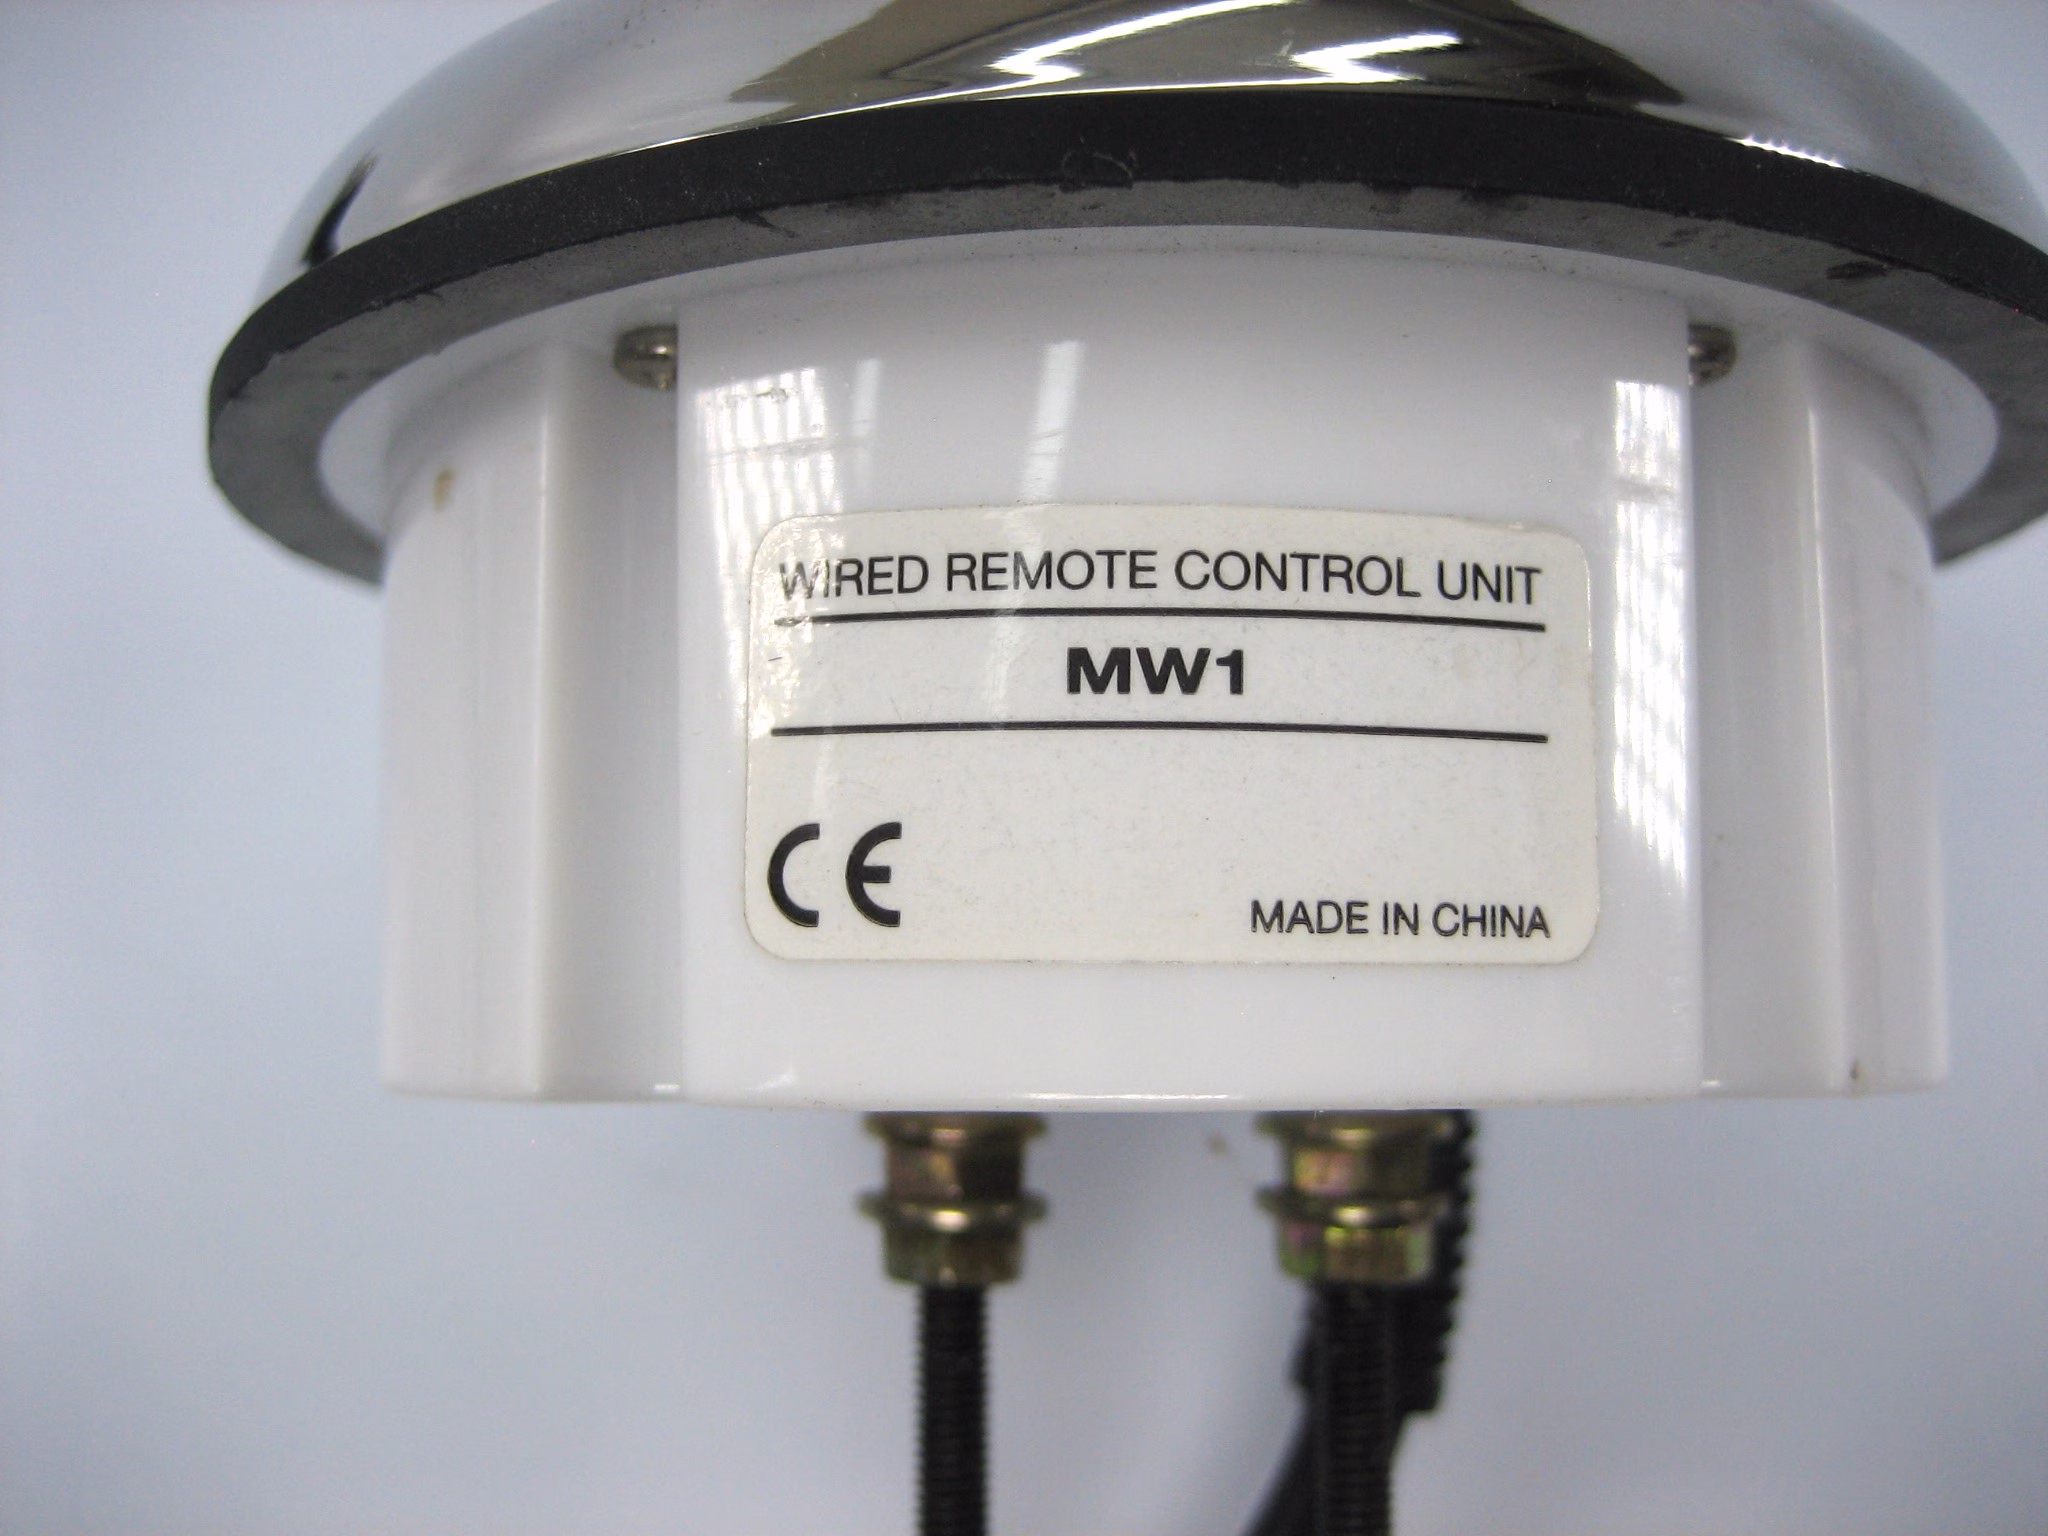 WIRED REMOTE CONTROL UNIT
MW1
CE
MADE IN CHINA